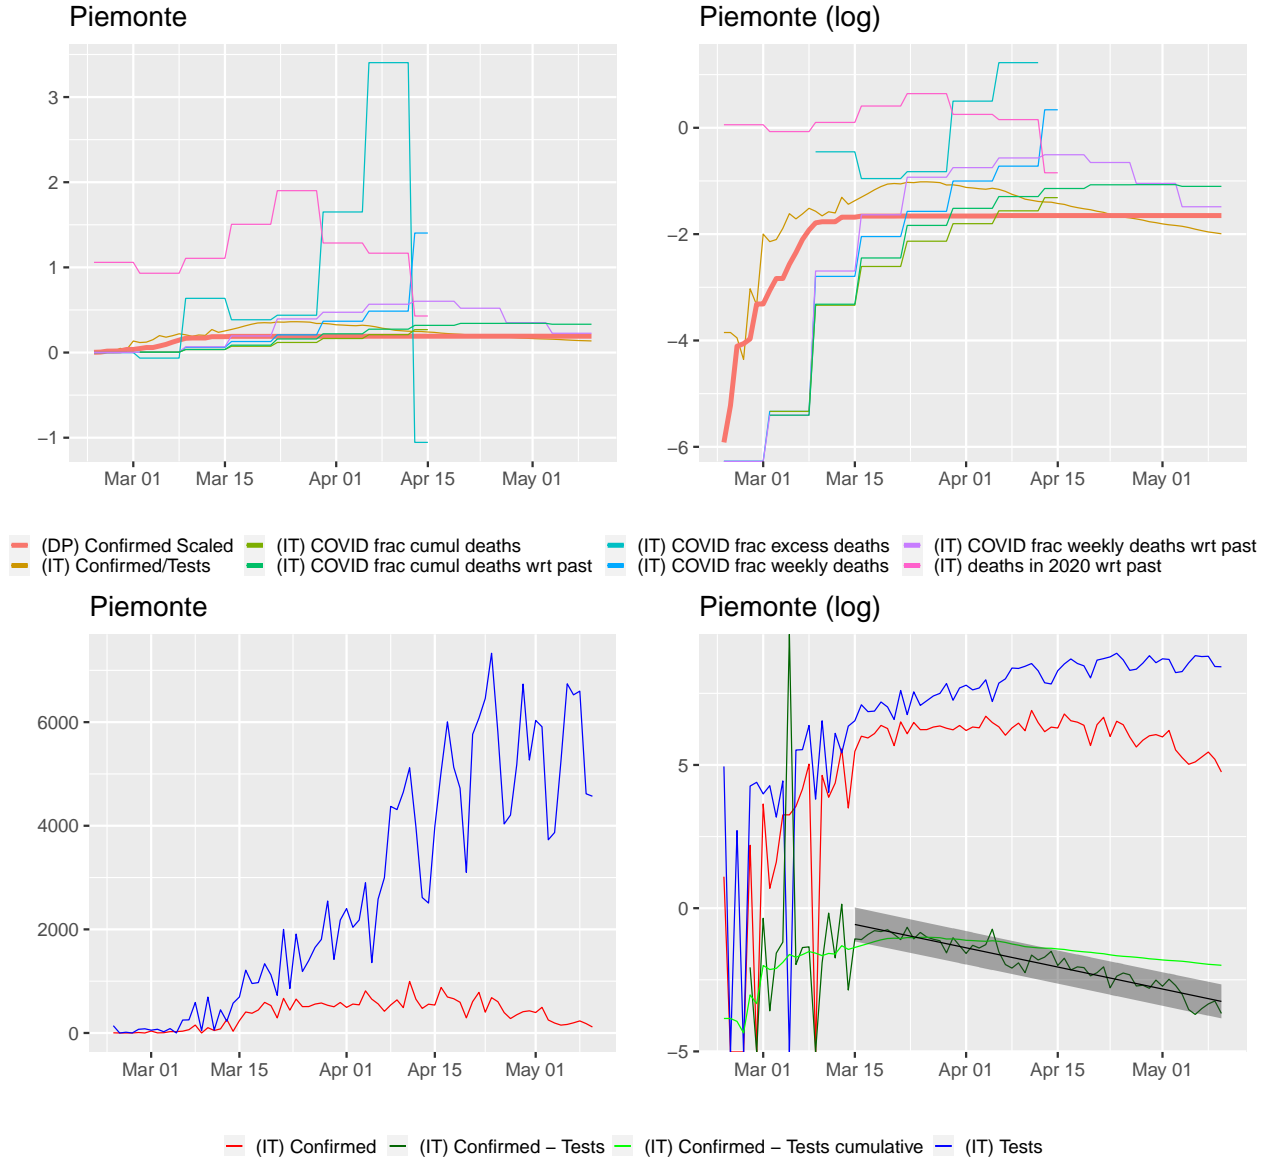 Piemonte
Piemonte (log)
3
2
1
0
−1
Mar 01 Mar 15 Apr 01 Apr 15 May 01
0
−2
−4
−6
Mar 01 Mar 15 Apr 01 Apr 15 May 01
(DP) Confirmed Scaled (IT) COVID frac cumul deaths (IT) COVID frac excess deaths (IT) COVID frac weekly deaths wrt past
(IT) Confirmed/Tests (IT) COVID frac cumul deaths wrt past (IT) COVID frac weekly deaths (IT) deaths in 2020 wrt past
Piemonte
Piemonte (log)
6000
4000
2000
0
Mar 01 Mar 15 Apr 01 Apr 15 May 01
5
0
−5
Mar 01 Mar 15 Apr 01 Apr 15 May 01
(IT) Confirmed (IT) Confirmed − Tests (IT) Confirmed − Tests cumulative (IT) Tests